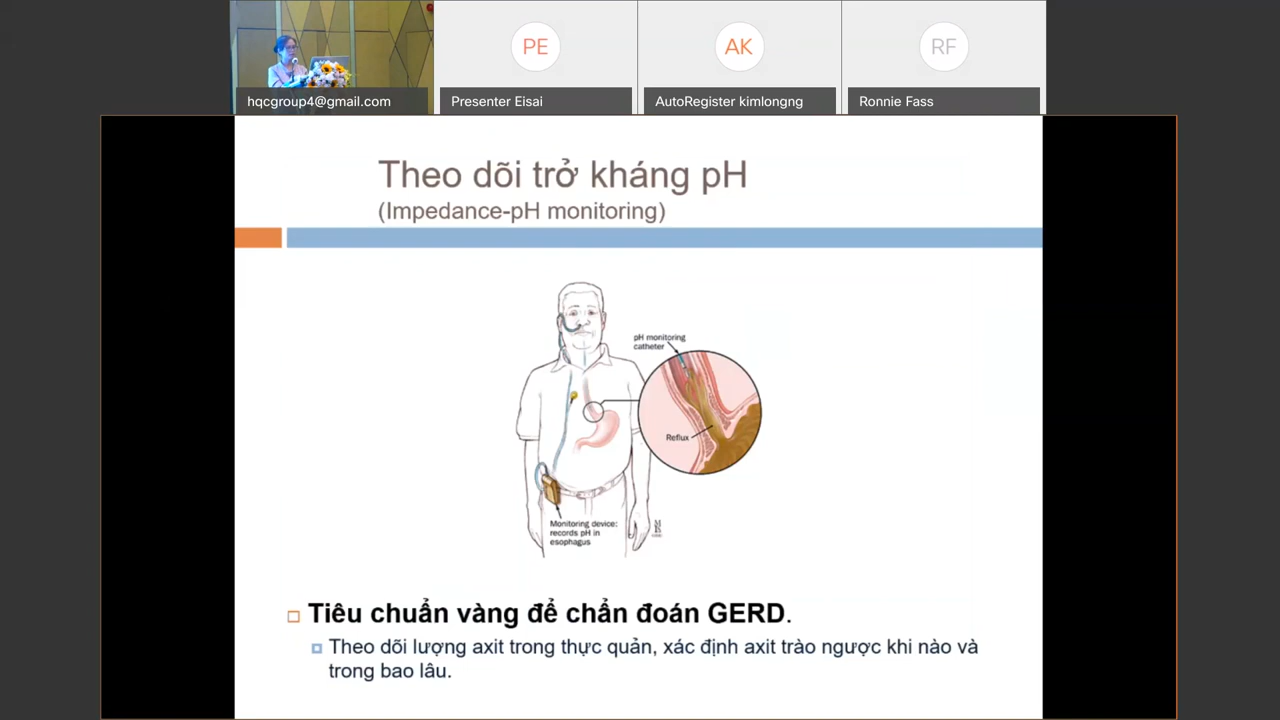 PE
AK
RF
hqcgroup4@gmail.com
Presenter Eisai
AutoRegister kimlongng
Ronnie Fass
Theo dõi trở kháng pH
(Impedance-pH monitoring)
pH monitoring
catheter
Reflux
Monitoring device:
records pH in
esophagus
Tiêu chuẩn vàng để chẩn đoán GERD.
Theo dõi lượng axit trong thực quản, xác định axit trào ngược khi nào và
trong bao lâu.